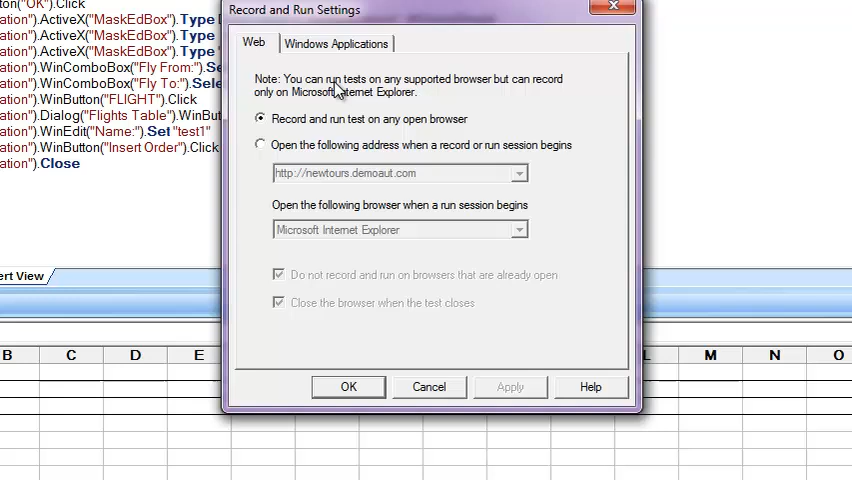 ton("OK").Click
ation").ActiveX("MaskEdBox").Type
ation").ActiveX("MaskEdBox").Type
ation").ActiveX("MaskEdBox").Type "
ation").WinComboBox("Fly From:").Se
ation").WinComboBox("Fly To:").Selec
ation").WinButton("FLIGHT").Click
ation").Dialog("Flights Table").WinButto
ation").WinEdit("Name:").Set "test1"
ation").WinButton("Insert Order").Click
ation").Close
ert View
Record and Run Settings
Web
Windows Applications
Note: You can run tests on any supported browser but can record
only on Microsoft Internet Explorer.
Record and run test on any open browser
Open the following address when a record or run session begins
http://newtours.demoaut.com
Open the following browser when a run session begins
Microsoft Internet Explorer
Do not record and run on browsers that are already open
Close the browser when the test closes
OK Cancel Apply Help
B C D E L M N O